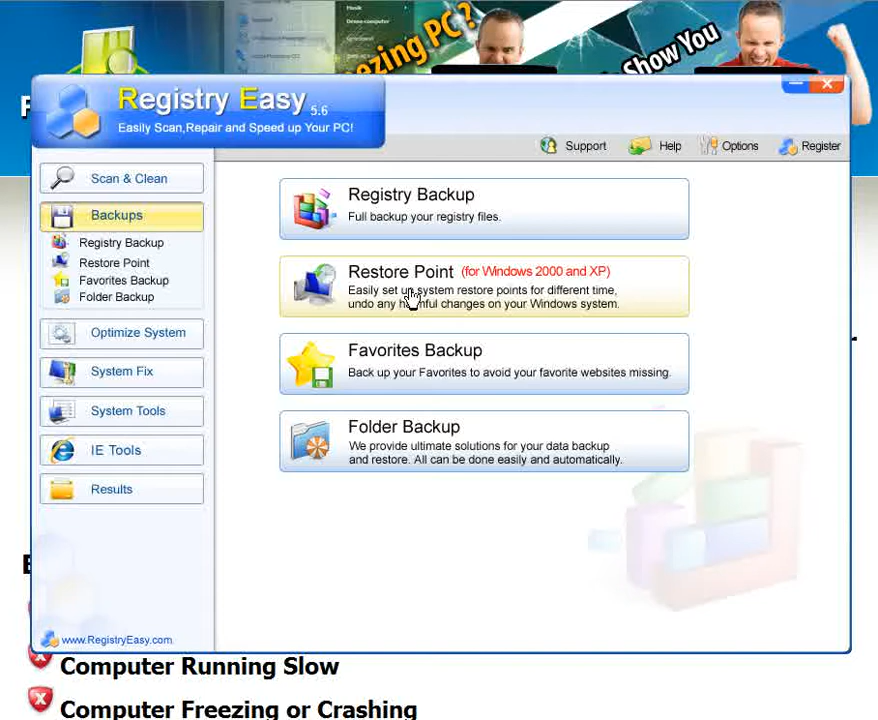 ezing PC ?
Show You
Registry Easy 5.6
Easily Scan,Repair and Speed up Your PC!
Support
Help
Options
Register
Scan & Clean
Backups
Registry Backup
Restore Point
Favorites Backup
Folder Backup
Optimize System
System Fix
System Tools
IE Tools
Results
www.RegistryEasy.com
Registry Backup
Full backup your registry files.
Restore Point (for Windows 2000 and XP)
Easily set up system restore points for different time,
undo any harmful changes on your Windows system.
Favorites Backup
Back up your Favorites to avoid your favorite websites missing.
Folder Backup
We provide ultimate solutions for your data backup
and restore. All can be done easily and automatically.
Computer Running Slow
Computer Freezing or Crashing